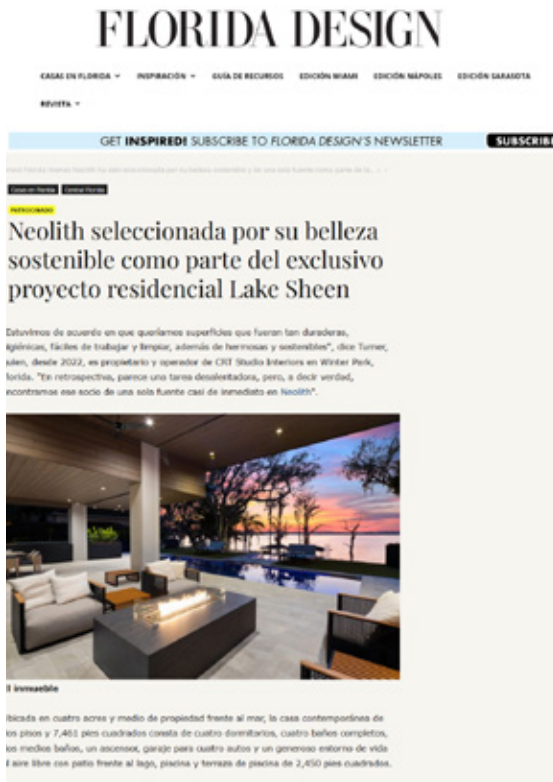 FLORIDA DESIGN
CASAS EN FLORIDA INSPIRACIÓN GUÍA DE RECURSOS EDICIÓN MIAMI EDICIÓN NÁPOLES EDICIÓN SARASOTA
REVISTA
GET INSPIRED! SUBSCRIBE TO FLORIDA DESIGN'S NEWSLETTER SUBSCRIBE
Casas en Florida Central Florida
PATROCINADO
Neolith seleccionada por su belleza
sostenible como parte del exclusivo
proyecto residencial Lake Sheen
Estuvimos de acuerdo en que queríamos superficies que fueran tan duraderas,
higiénicas, fáciles de trabajar y limpiar, además de hermosas y sostenibles", dice Turner,
quien, desde 2022, es propietario y operador de CRT Studio Interiors en Winter Park,
Florida. "En retrospectiva, parece una tarea desalentadora, pero, a decir verdad,
encontramos ese socio de una sola fuente casi de inmediato en Neolith".
l inmueble
bicada en cuatro acres y medio de propiedad frente al mar, la casa contemporánea de
os pisos y 7,461 pies cuadrados consta de cuatro dormitorios, cuatro baños completos,
os medios baños, un ascensor, garaje para cuatro autos y un generoso entorno de vida
l aire libre con patio frente al lago, piscina y terraza de piscina de 2,450 pies cuadrados.